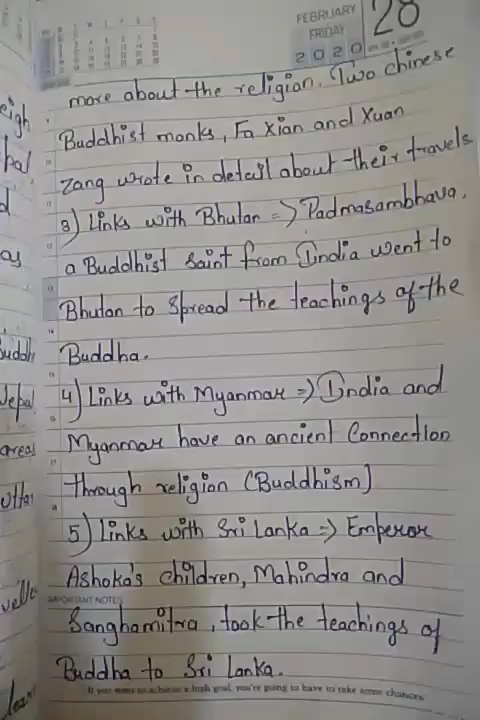 FEBRUARY 28
FRIDAY
2020
more about the religion. Two chinese
Buddhist monks, Fa Xian and Xuan
zang wrote in detail about their travels
3) Links with Bhutan => Padmasambhava,
a Buddhist Saint from India went to
Bhutan to Spread the teachings of the
Buddha.
4) Links with Myanmar => India and
Myanmar have an ancient Connection
through religion (Buddhism)
5) Links with Sri Lanka => Emperor
Ashoka's children, Mahindra and
IMPORTANT NOTES
Sanghamitra, took the teachings of
Buddha to Sri Lanka.
If you want to achieve a high goal, you're going to have to take some chances.